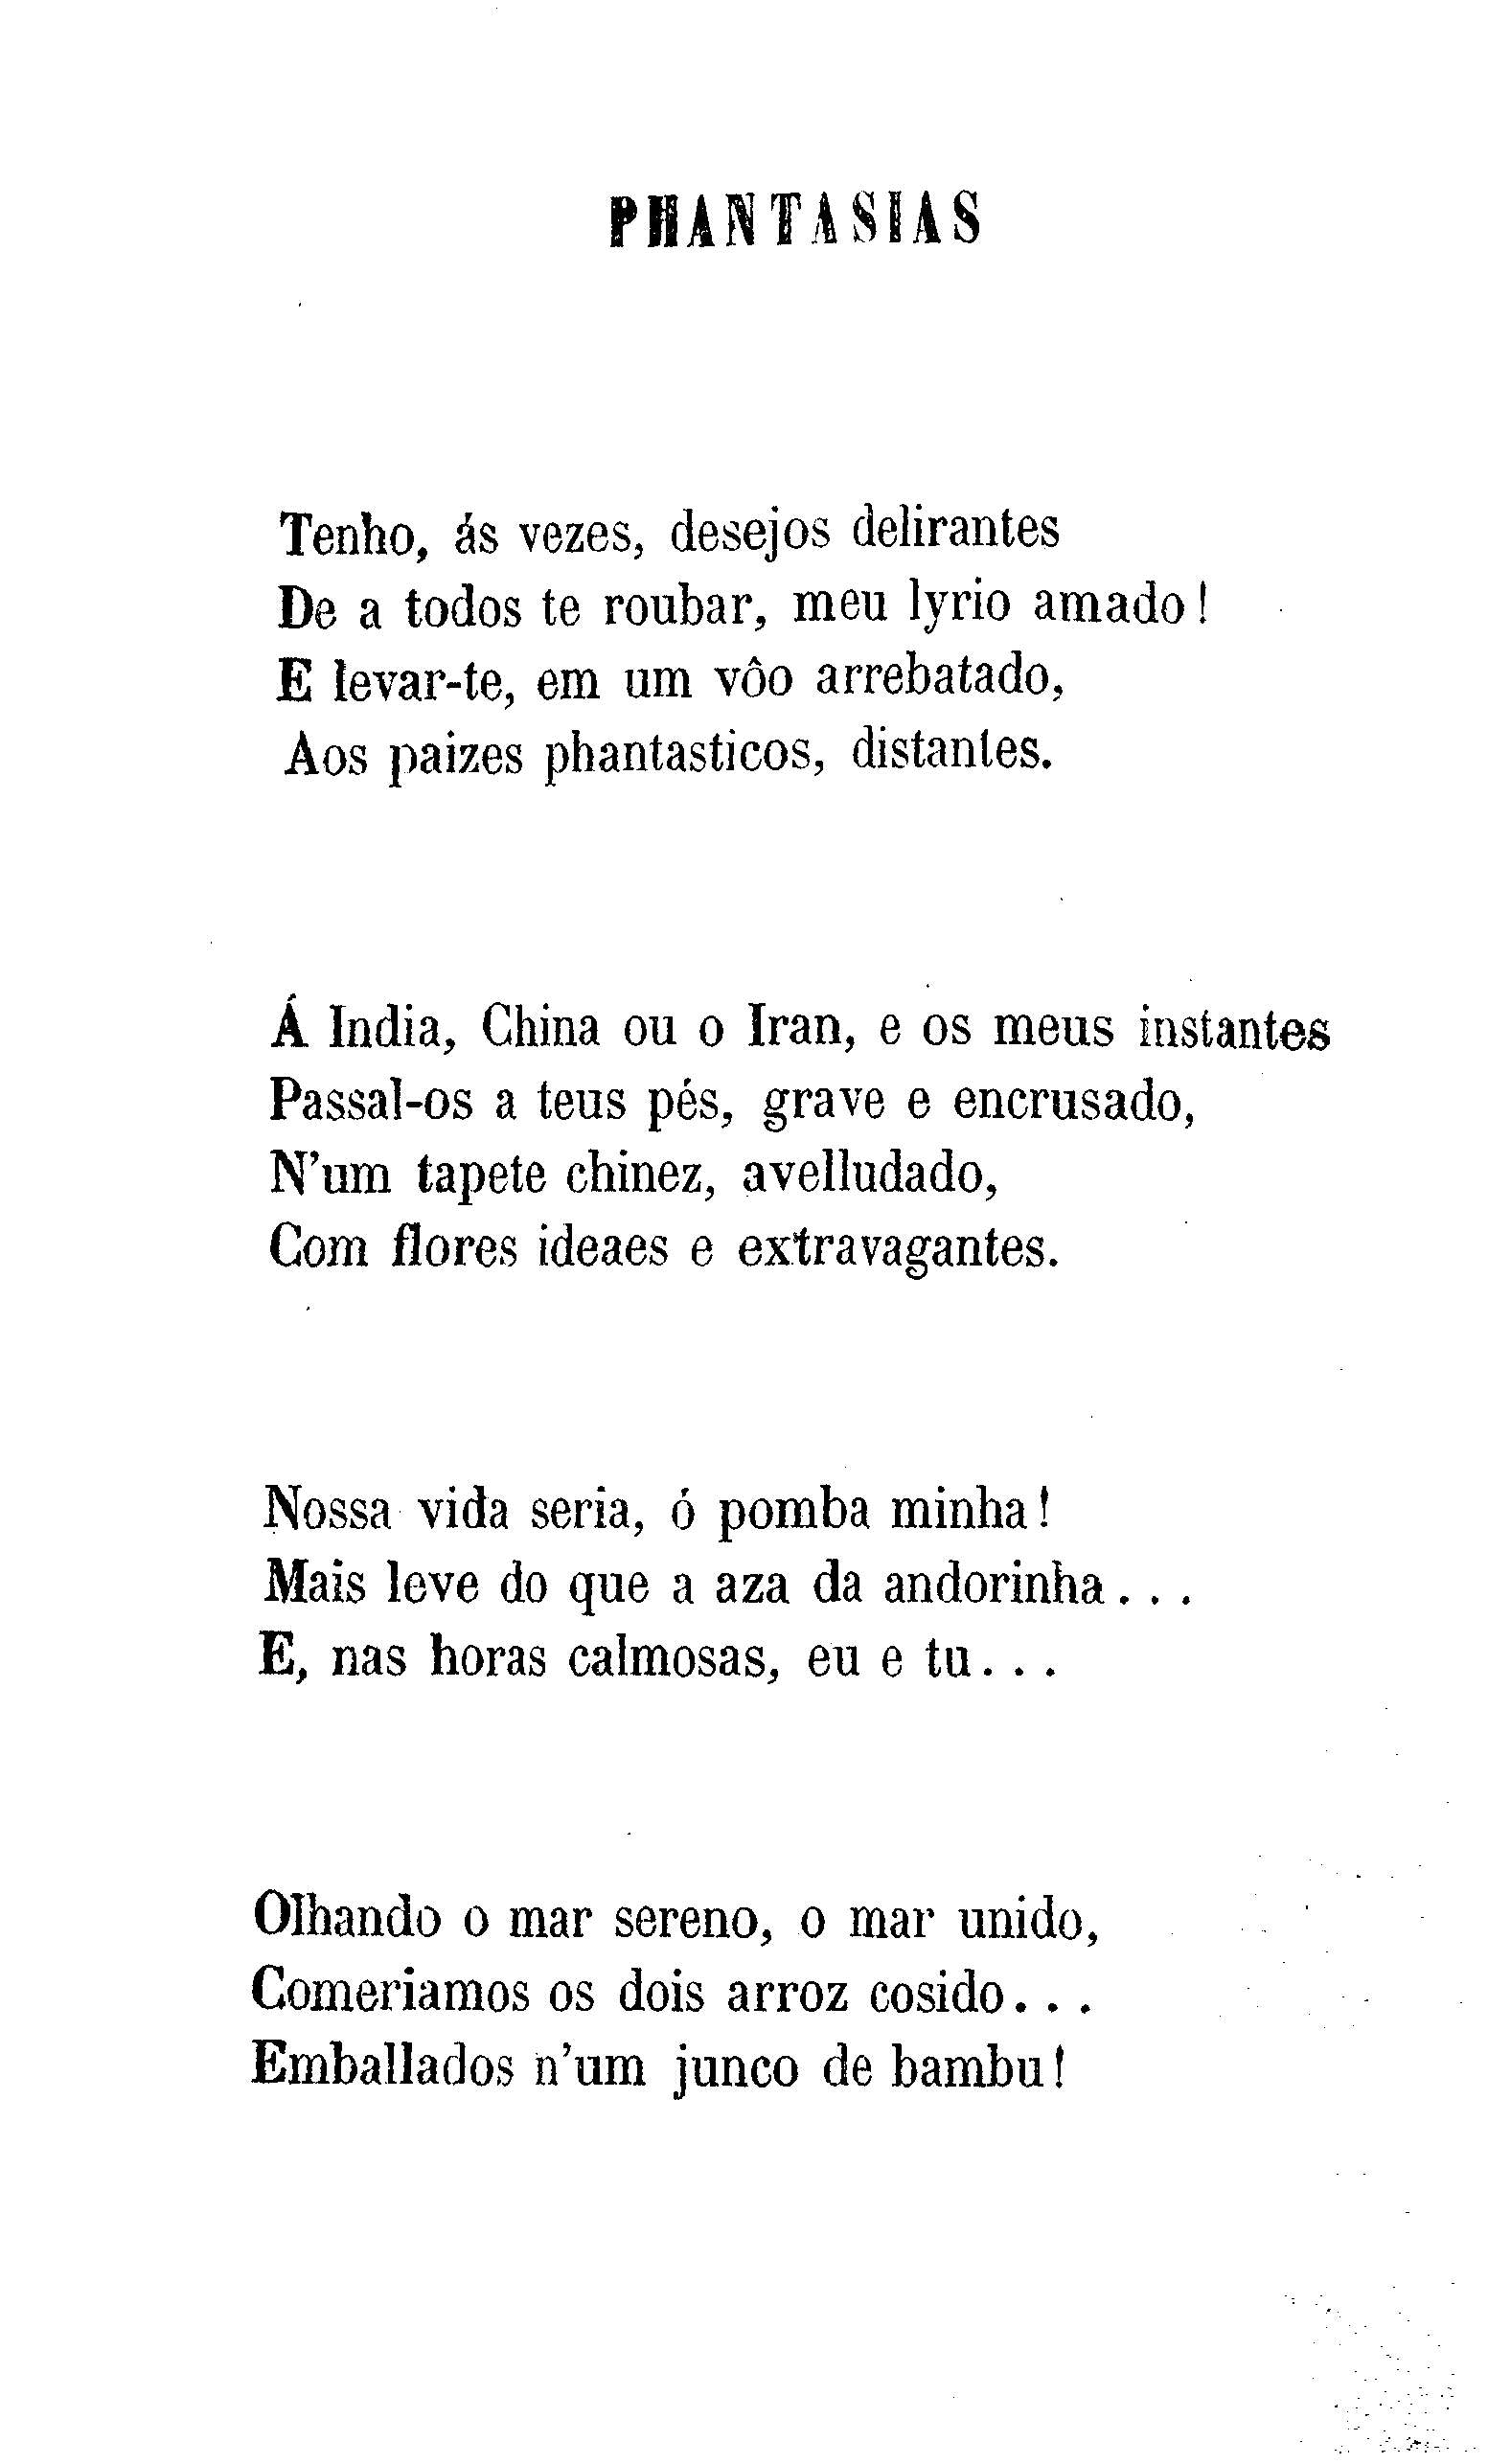 PHANTASIAS
Tenho, ás vezes, desejos delirantes
De a todos te roubar, meu lyrio amado!
E levar-te, em um vôo arrebatado,
Aos paizes phantasticos, distantes.
Á India, China ou o Iran, e os meus instantes
Passal-os a teus pés, grave e encrusado,
N'um tapete chinez, avelludado,
Com flores ideaes e extravagantes.
Nossa vida seria, ó pomba minha!
Mais leve do que a aza da andorinha...
E, nas horas calmosas, eu e tu...
Olhando o mar sereno, o mar unido,
Comeriamos os dois arroz cosido...
Emballados n'um junco de bambu!